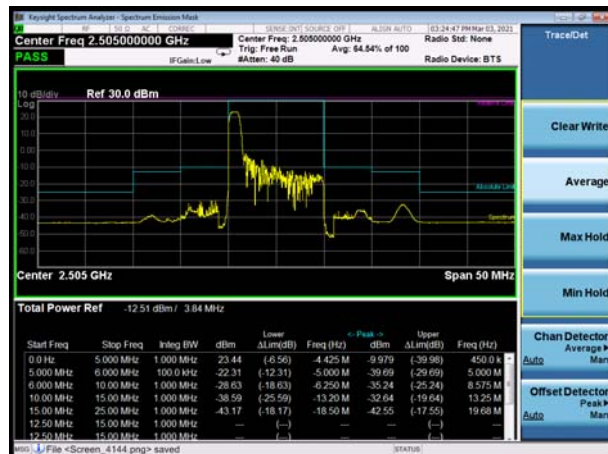 Keysight Spectrum Analyzer - Spectrum Emission Mask
RF 50 Ω AC CORREC SENSE:INT SOURCE OFF ALIGN AUTO 03:24:47 PM Mar 03, 2021
Center Freq 2.505000000 GHz Center Freq: 2.505000000 GHz Radio Std: None Trace/Det
Trig: Free Run Avg: 64.54% of 100
PASS IFGain:Low #Atten: 40 dB Radio Device: BTS
10 dB/div Ref 30.0 dBm
Log
20.0
10.0
0.00
Absolute Limit
Spectrum
Center 2.505 GHz Span 50 MHz
Clear Write
Average
Max Hold
Min Hold
Chan Detector
Average
Auto Man
Offset Detector
Peak
Auto Man
Total Power Ref -12.51 dBm / 3.84 MHz
Lower <- Peak -> Upper
Start Freq Stop Freq Integ BW dBm ΔLim(dB) Freq (Hz) dBm ΔLim(dB) Freq (Hz)
0.0 Hz 5.000 MHz 1.000 MHz 23.44 (-6.56) -4.425 M -9.979 (-39.98) 450.0 k
5.000 MHz 6.000 MHz 100.0 kHz -22.31 (-12.31) -5.000 M -39.69 (-29.69) 5.000 M
6.000 MHz 10.00 MHz 1.000 MHz -28.63 (-18.63) -6.250 M -35.24 (-25.24) 8.575 M
10.00 MHz 15.00 MHz 1.000 MHz -38.59 (-25.59) -13.20 M -32.64 (-19.64) 13.25 M
15.00 MHz 25.00 MHz 1.000 MHz -43.17 (-18.17) -18.50 M -42.55 (-17.55) 19.68 M
12.50 MHz 15.00 MHz 1.000 MHz --- (---) --- --- (---) ---
12.50 MHz 15.00 MHz 1.000 MHz --- (---) --- --- (---) ---
MSG File <Screen_4144.png> saved STATUS